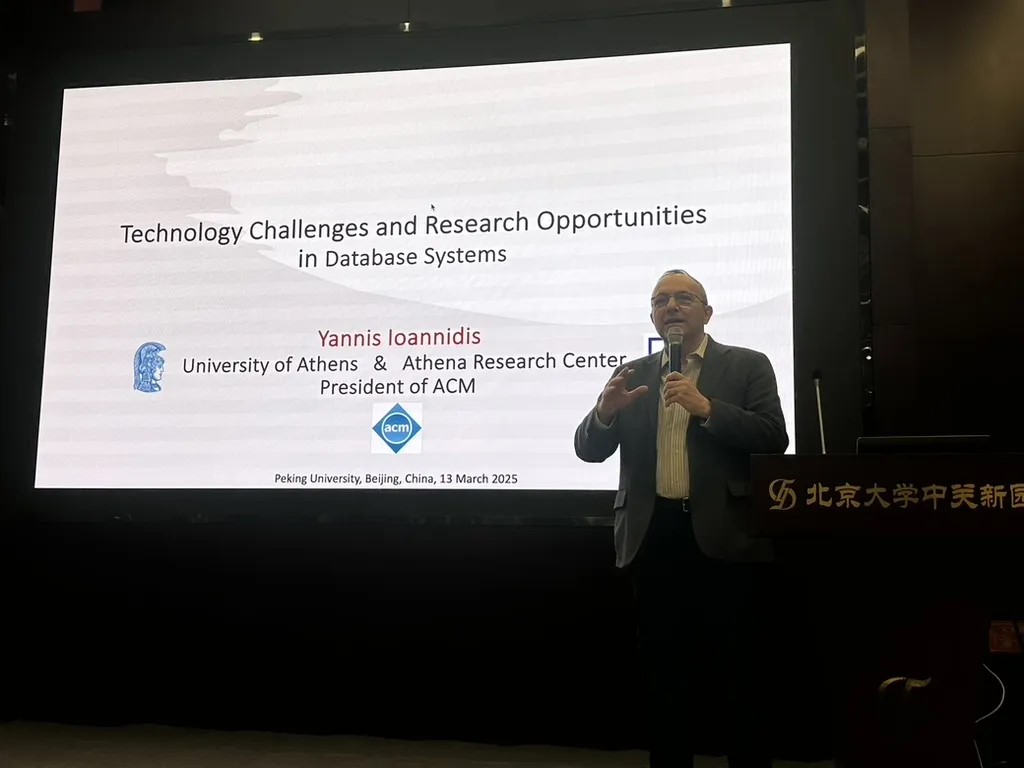 Technology Challenges and Research Opportunities
in Database Systems
Yannis Ioannidis
University of Athens & Athena Research Center
President of ACM
acm
Peking University, Beijing, China, 13 March 2025
北京大学中关新园